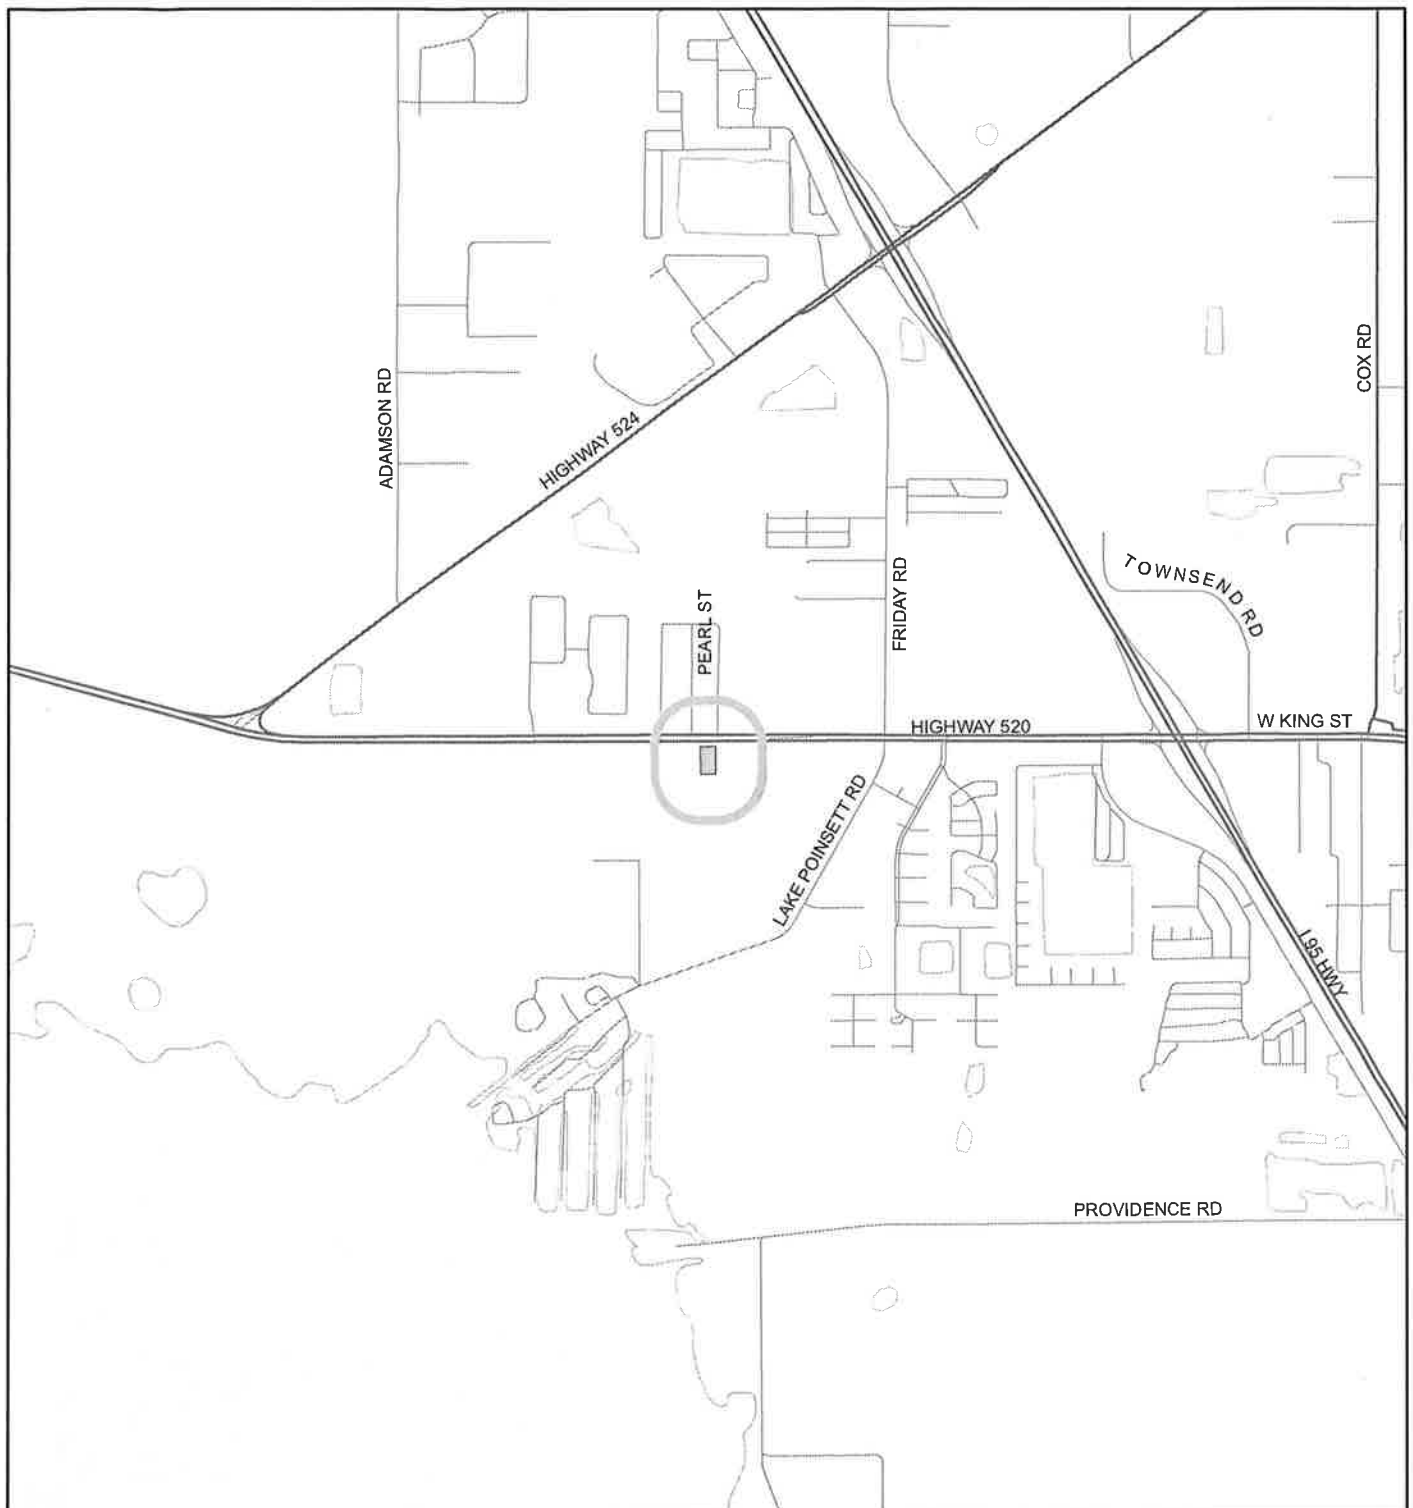 COX RD
ADAMSON RD
HIGHWAY 524
TOWNSEND RD
FRIDAY RD
PEARL ST
W KING ST
HIGHWAY 520
LAKE POINSETT RD
I 95 HWY
PROVIDENCE RD